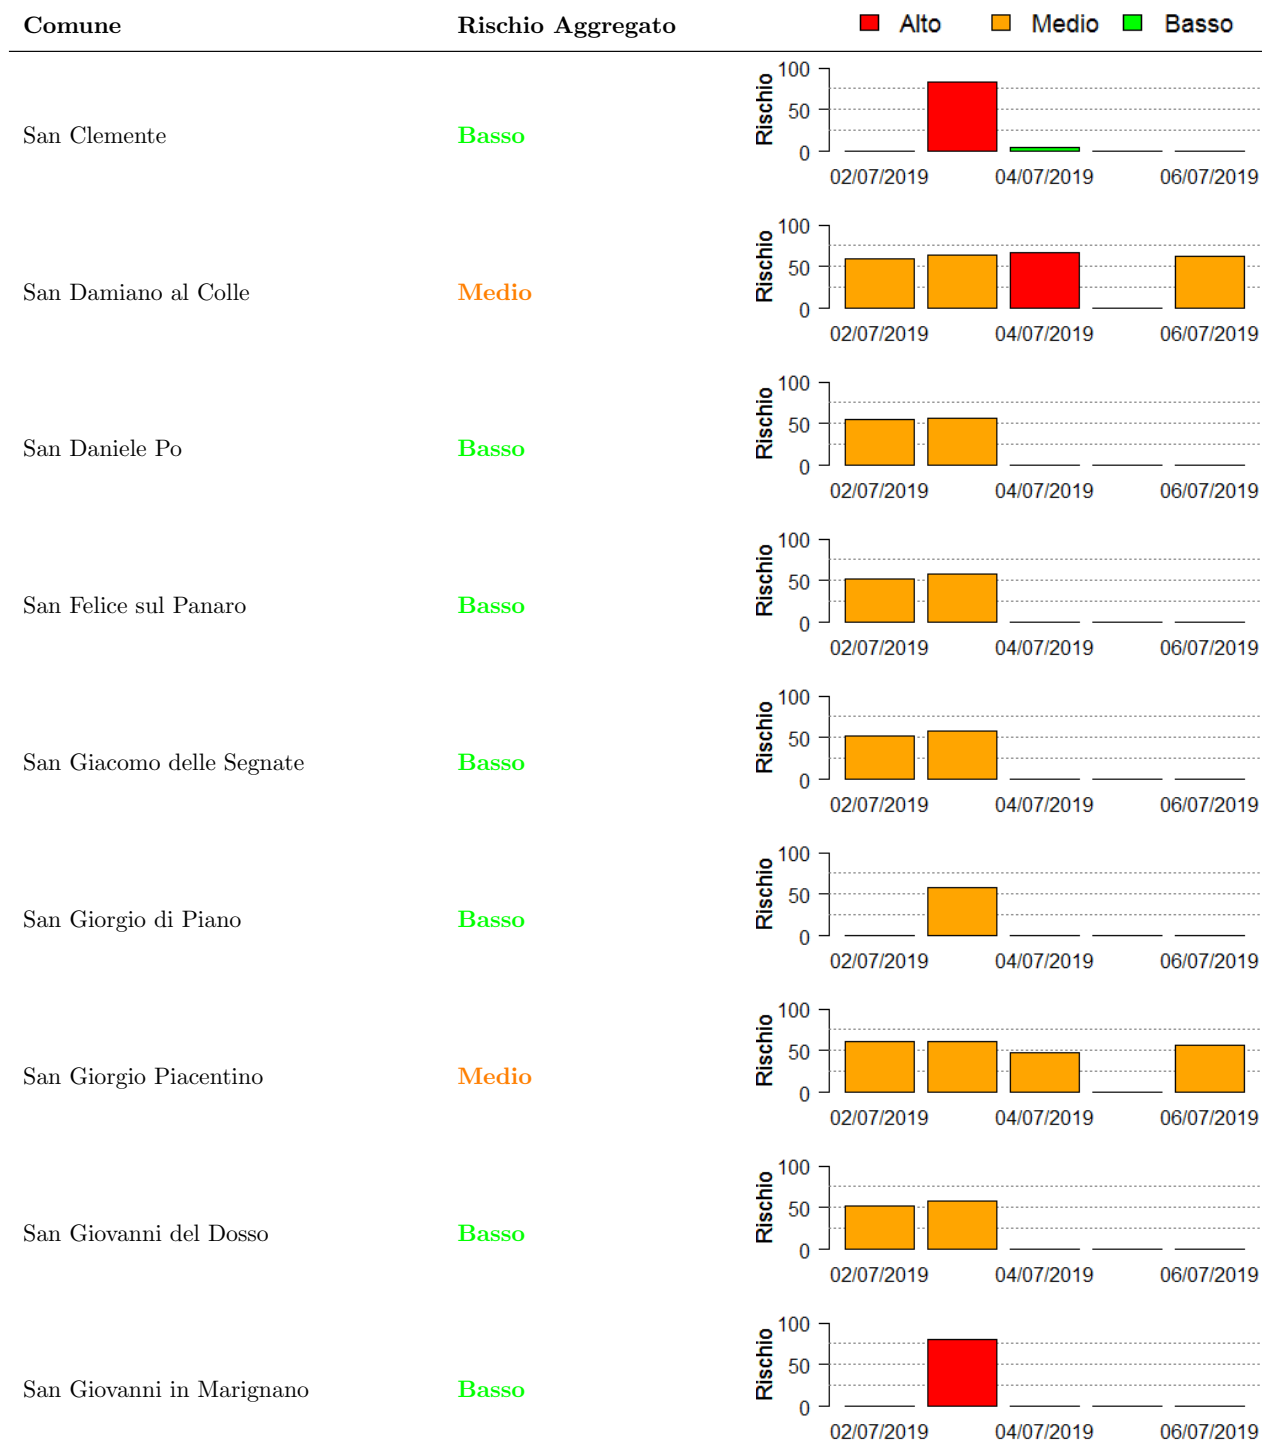 Comune Rischio Aggregato Alto Medio Basso
100
50
0
Rischio
San Clemente Basso
02/07/2019 04/07/2019 06/07/2019
100
50
0
Rischio
San Damiano al Colle Medio
02/07/2019 04/07/2019 06/07/2019
100
50
0
Rischio
San Daniele Po Basso
02/07/2019 04/07/2019 06/07/2019
100
50
0
Rischio
San Felice sul Panaro Basso
02/07/2019 04/07/2019 06/07/2019
100
50
0
Rischio
San Giacomo delle Segnate Basso
02/07/2019 04/07/2019 06/07/2019
100
50
0
Rischio
San Giorgio di Piano Basso
02/07/2019 04/07/2019 06/07/2019
100
50
0
Rischio
San Giorgio Piacentino Medio
02/07/2019 04/07/2019 06/07/2019
100
50
0
Rischio
San Giovanni del Dosso Basso
02/07/2019 04/07/2019 06/07/2019
100
50
0
Rischio
San Giovanni in Marignano Basso
02/07/2019 04/07/2019 06/07/2019